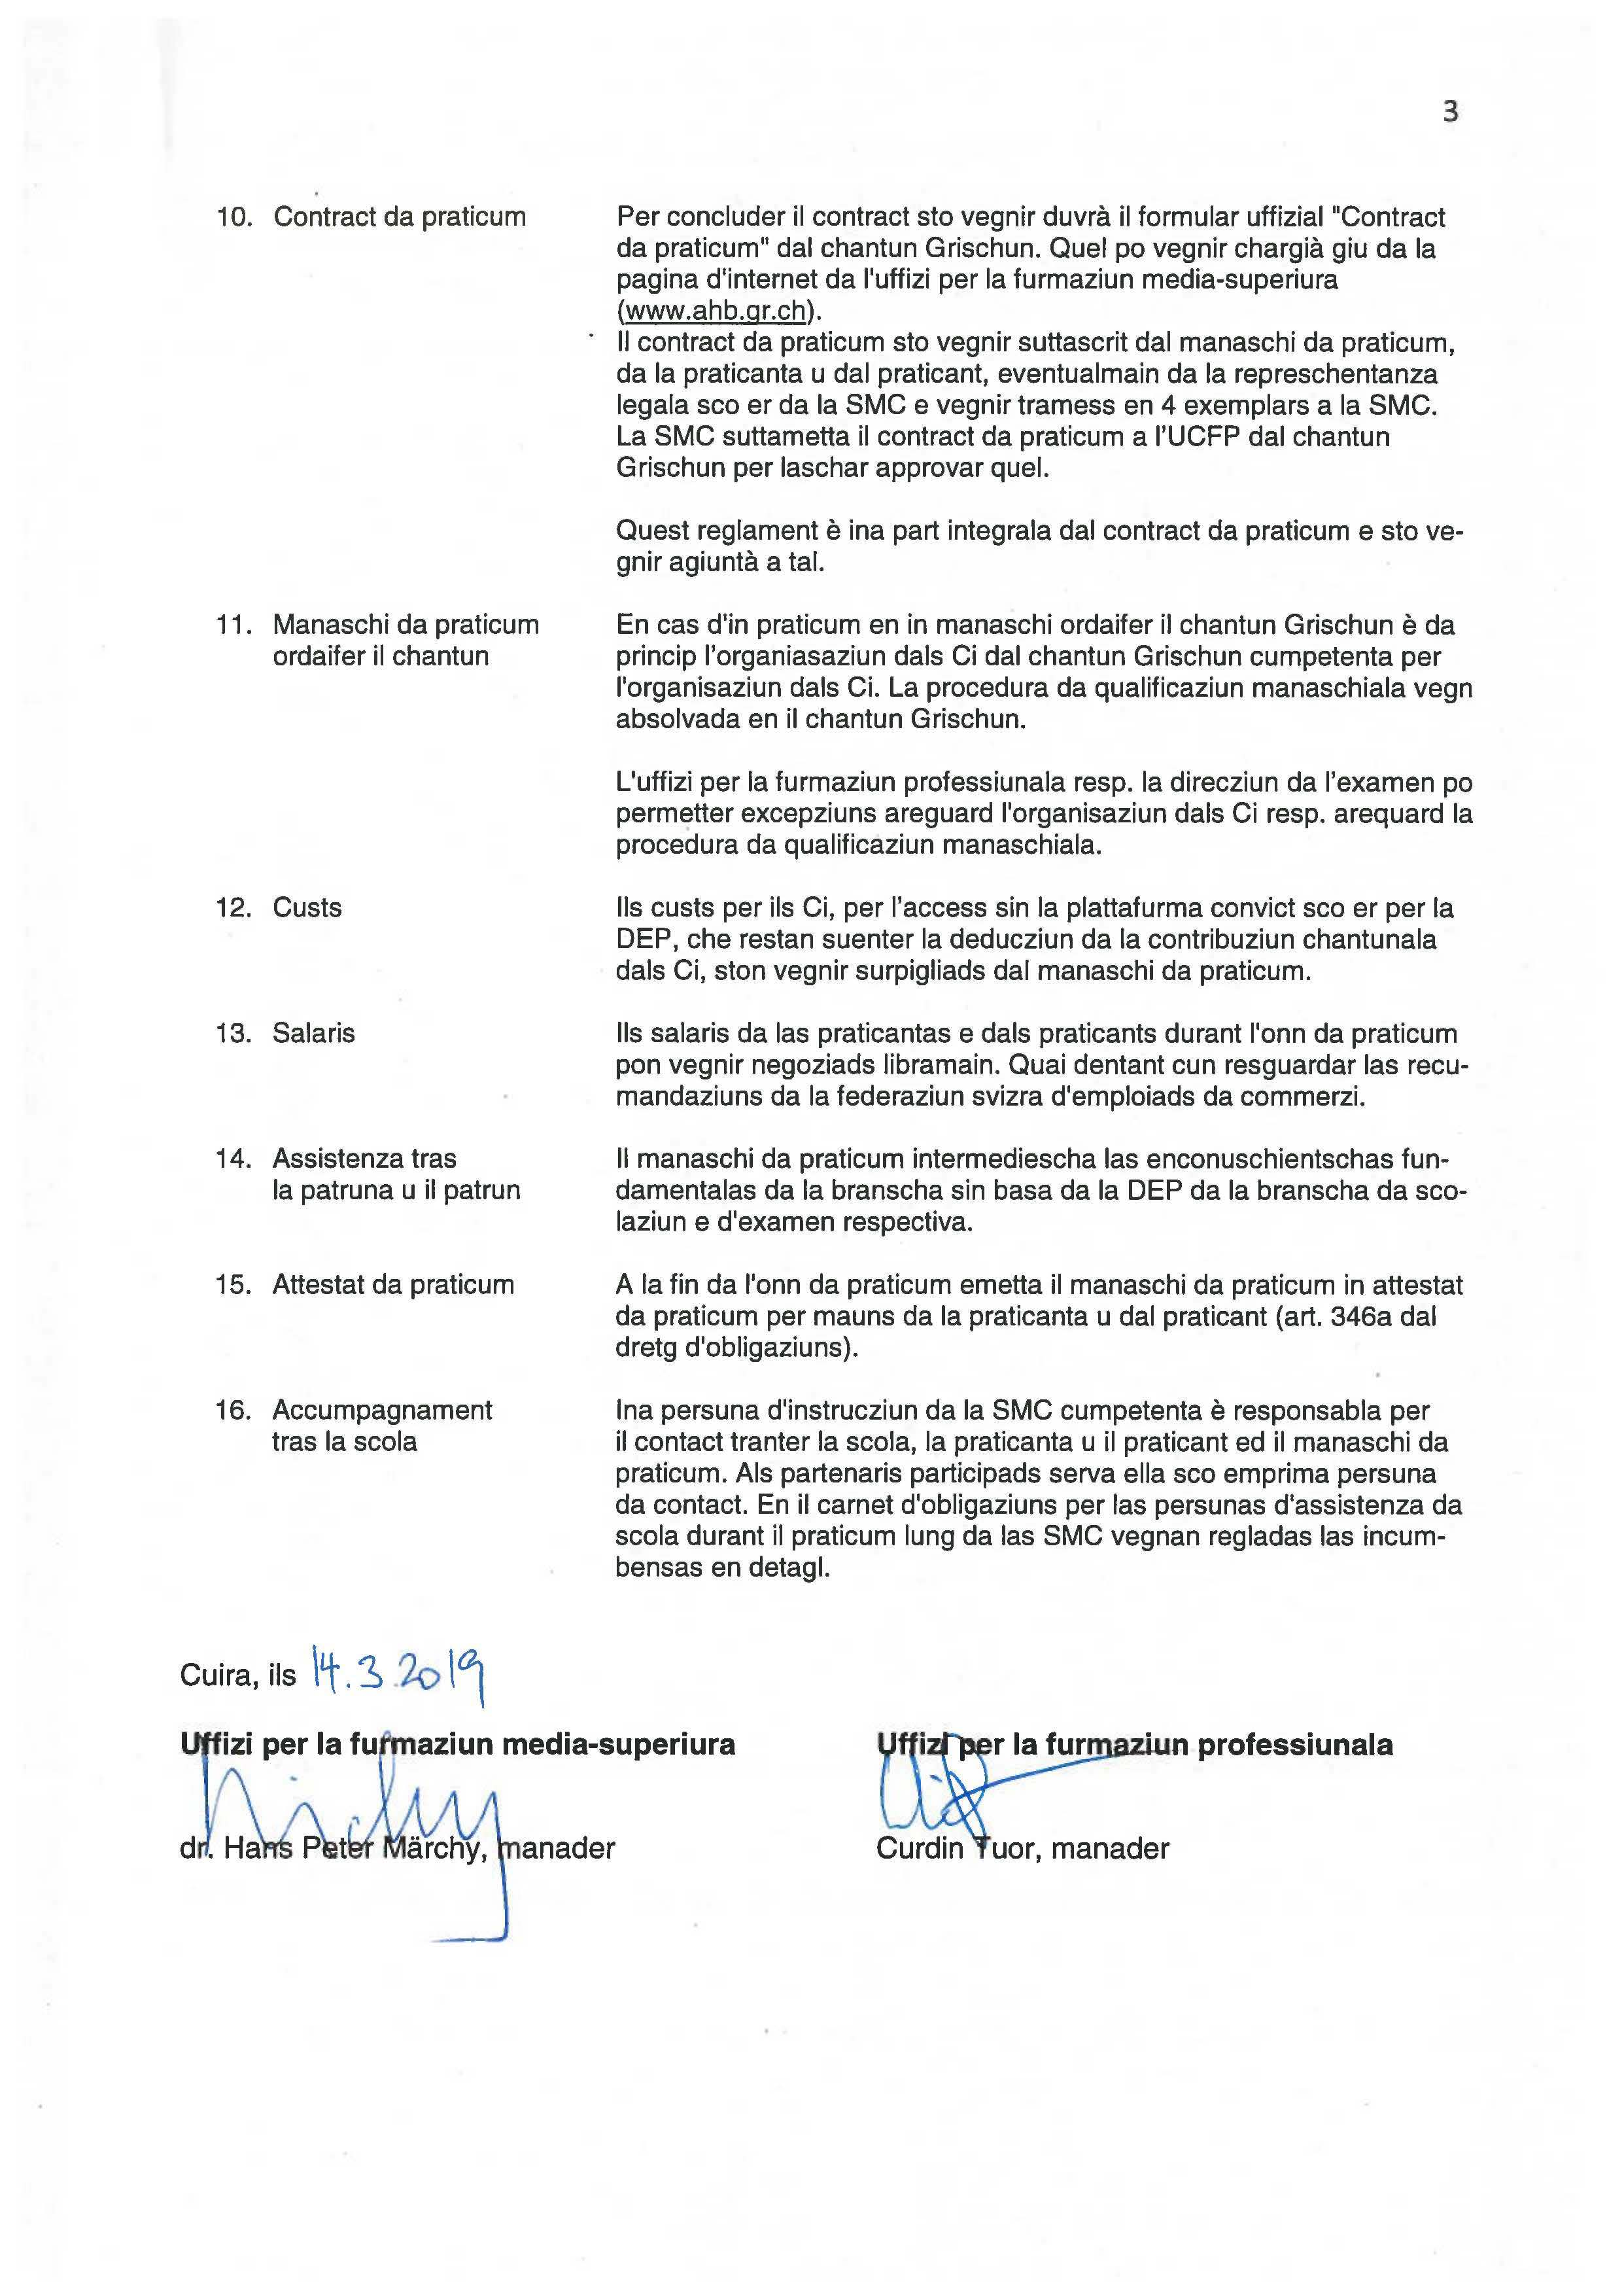 3
10. Contract da praticum
Per concluder il contract sto vegnir duvrà il formular uffizial "Contract
da praticum" dal chantun Grischun. Quel po vegnir chargià giu da la
pagina d'internet da l'uffizi per la furmaziun media-superiura
(www.ahb.gr.ch).
Il contract da praticum sto vegnir suttascrit dal manaschi da praticum,
da la praticanta u dal praticant, eventualmain da la represchentanza
legala sco er da la SMC e vegnir tramess en 4 exemplars a la SMC.
La SMC suttametta il contract da praticum a l'UCFP dal chantun
Grischun per laschar approvar quel.
Quest reglament è ina part integrala dal contract da praticum e sto ve-
gnir agiuntà a tal.
11. Manaschi da praticum
ordaifer il chantun
En cas d'in praticum en in manaschi ordaifer il chantun Grischun è da
princip l'organiasaziun dals Ci dal chantun Grischun cumpetenta per
l'organisaziun dals Ci. La procedura da qualificaziun manaschiala vegn
absolvada en il chantun Grischun.
L'uffizi per la furmaziun professiunala resp. la direcziun da l'examen po
permetter excepziuns areguard l'organisaziun dals Ci resp. arequard la
procedura da qualificaziun manaschiala.
12. Custs
Ils custs per ils Ci, per l'access sin la plattafurma convict sco er per la
DEP, che restan suenter la deducziun da la contribuziun chantunala
dals Ci, ston vegnir surpigliads dal manaschi da praticum.
13. Salaris
Ils salaris da las praticantas e dals praticants durant l'onn da praticum
pon vegnir negoziads libramain. Quai dentant cun resguardar las recu-
mandaziuns da la federaziun svizra d'emploiads da commerzi.
14. Assistenza tras
la patruna u il patrun
Il manaschi da praticum intermediescha las enconuschientschas fun-
damentalas da la branscha sin basa da la DEP da la branscha da sco-
laziun e d'examen respectiva.
15. Attestat da praticum
A la fin da l'onn da praticum emetta il manaschi da praticum in attestat
da praticum per mauns da la praticanta u dal praticant (art. 346a dal
dretg d'obligaziuns).
16. Accumpagnament
tras la scola
Ina persuna d'instrucziun da la SMC cumpetenta è responsabla per
il contact tranter la scola, la praticanta u il praticant ed il manaschi da
praticum. Als partenaris participads serva ella sco emprima persuna
da contact. En il carnet d'obligaziuns per las persunas d'assistenza da
scola durant il praticum lung da las SMC vegnan regladas las incum-
bensas en detagl.
Cuira, ils 14.3.2019
Uffizi per la furmaziun media-superiura
dr. Hans Peter Märchy, manader
Uffizi per la furmaziun professiunala
Curdin Tuor, manader